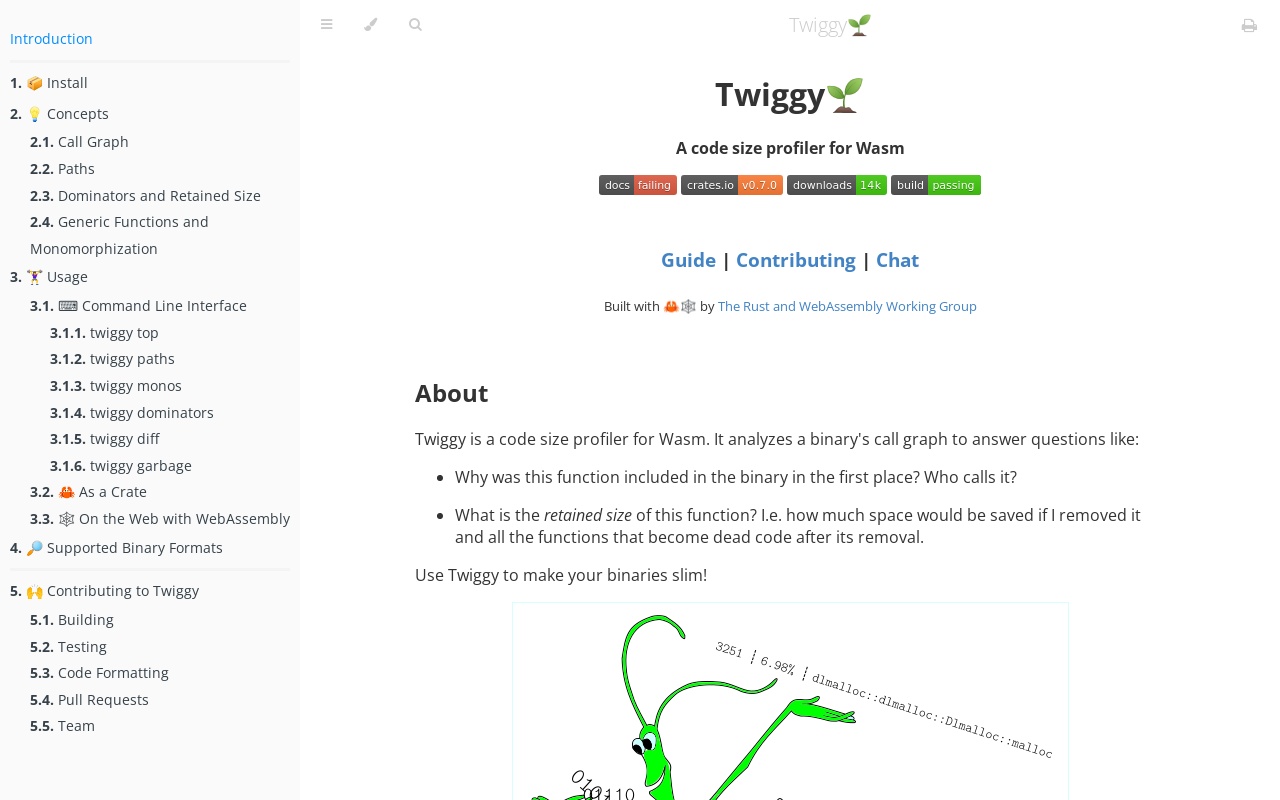 Introduction
1. 📦 Install
2. 💡 Concepts
2.1. Call Graph
2.2. Paths
2.3. Dominators and Retained Size
2.4. Generic Functions and
Monomorphization
3. 🏋️‍♀️ Usage
3.1. ⌨ Command Line Interface
3.1.1. twiggy top
3.1.2. twiggy paths
3.1.3. twiggy monos
3.1.4. twiggy dominators
3.1.5. twiggy diff
3.1.6. twiggy garbage
3.2. 🦀 As a Crate
3.3. 🕸 On the Web with WebAssembly
4. 🔎 Supported Binary Formats
5. 🙌 Contributing to Twiggy
5.1. Building
5.2. Testing
5.3. Code Formatting
5.4. Pull Requests
5.5. Team
Twiggy🌱
Twiggy🌱
A code size profiler for Wasm
docs failing crates.io v0.7.0 downloads 14k build passing
Guide | Contributing | Chat
Built with 🦀🕸 by The Rust and WebAssembly Working Group
About
Twiggy is a code size profiler for Wasm. It analyzes a binary's call graph to answer questions like:
• Why was this function included in the binary in the first place? Who calls it?
• What is the retained size of this function? I.e. how much space would be saved if I removed it
and all the functions that become dead code after its removal.
Use Twiggy to make your binaries slim!
3251 ┊ 6.98% ┊ dlmalloc::dlmalloc::Dlmalloc::malloc
01110